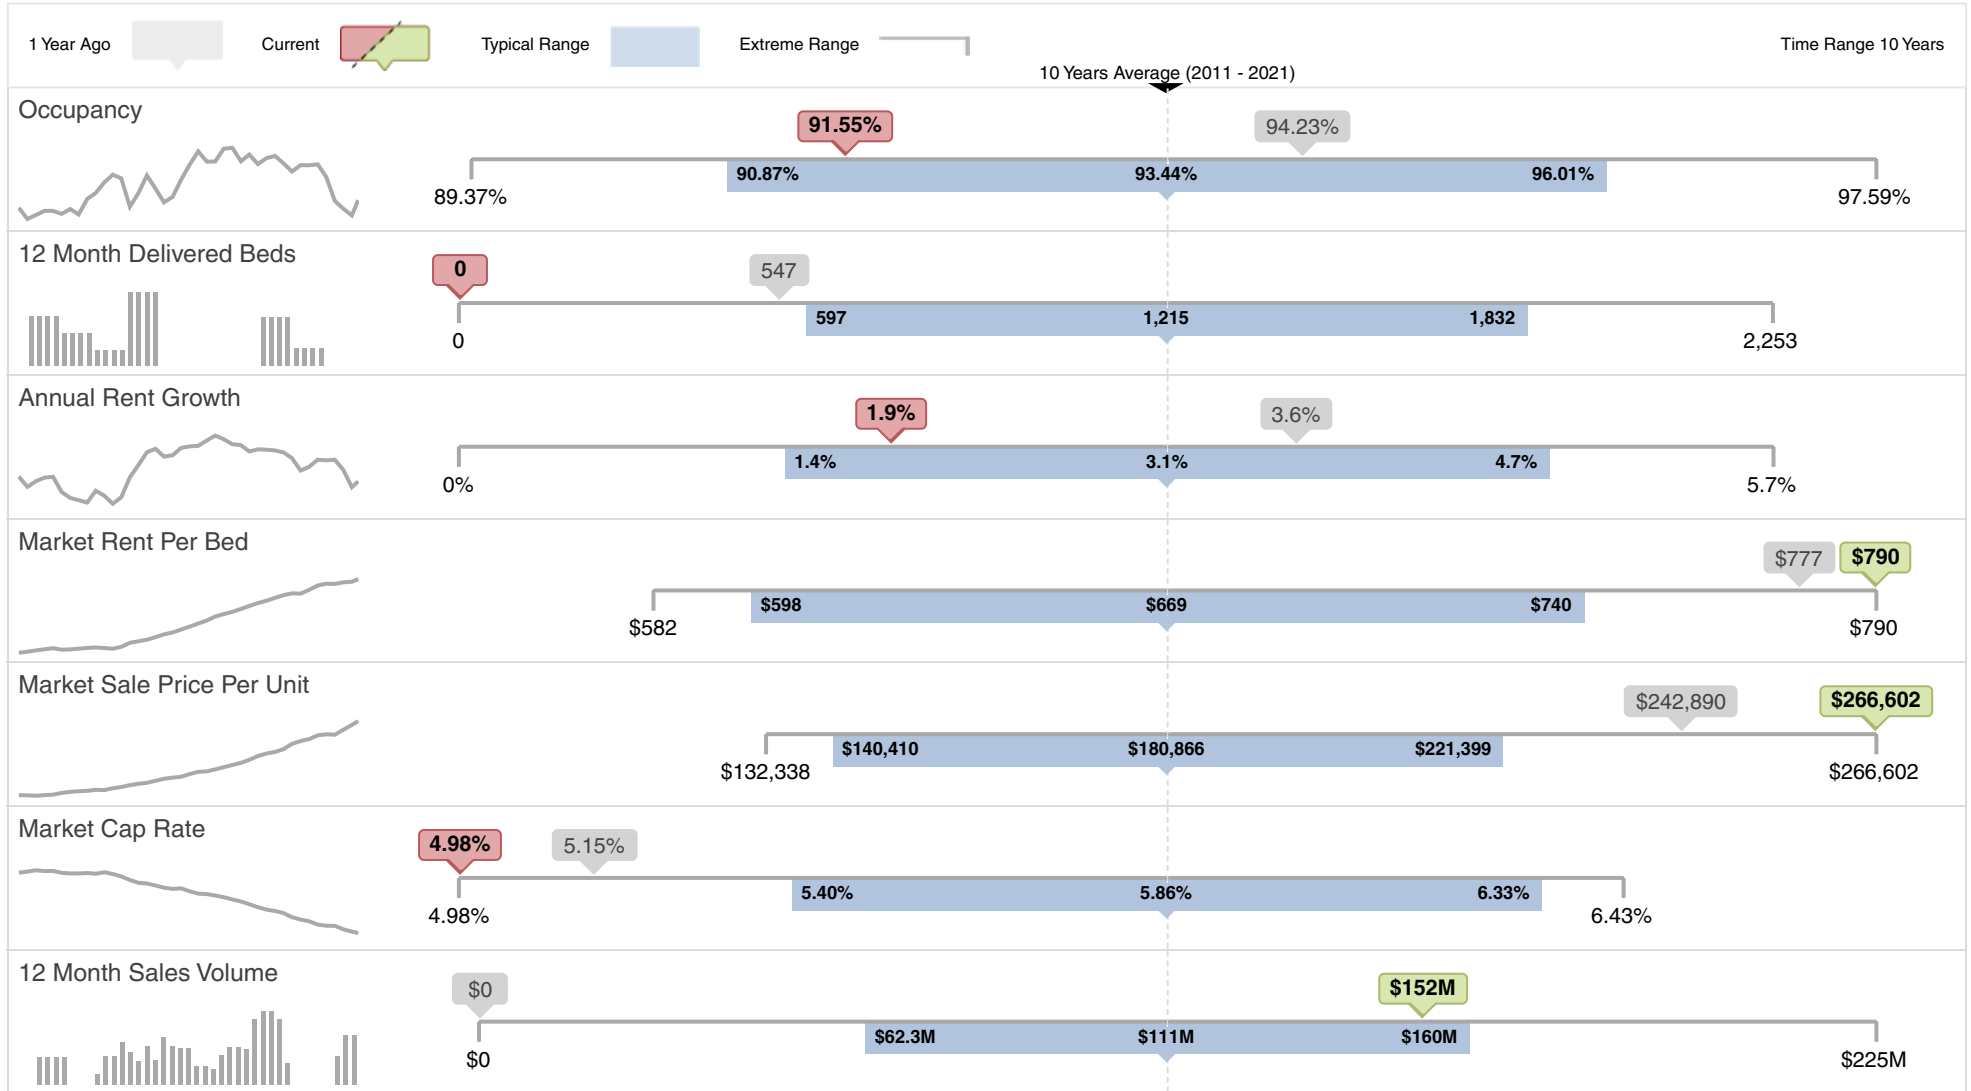 1 Year Ago Current Typical Range Extreme Range Time Range 10 Years
10 Years Average (2011 - 2021)
Occupancy
91.55% 94.23%
90.87% 93.44% 96.01%
89.37% 97.59%
12 Month Delivered Beds
0 547
597 1,215 1,832
0 2,253
Annual Rent Growth
1.9% 3.6%
1.4% 3.1% 4.7%
0% 5.7%
Market Rent Per Bed
$777 $790
$598 $669 $740
$582 $790
Market Sale Price Per Unit
$242,890 $266,602
$140,410 $180,866 $221,399
$132,338 $266,602
Market Cap Rate
4.98% 5.15%
5.40% 5.86% 6.33%
4.98% 6.43%
12 Month Sales Volume
$0 $152M
$62.3M $111M $160M
$0 $225M